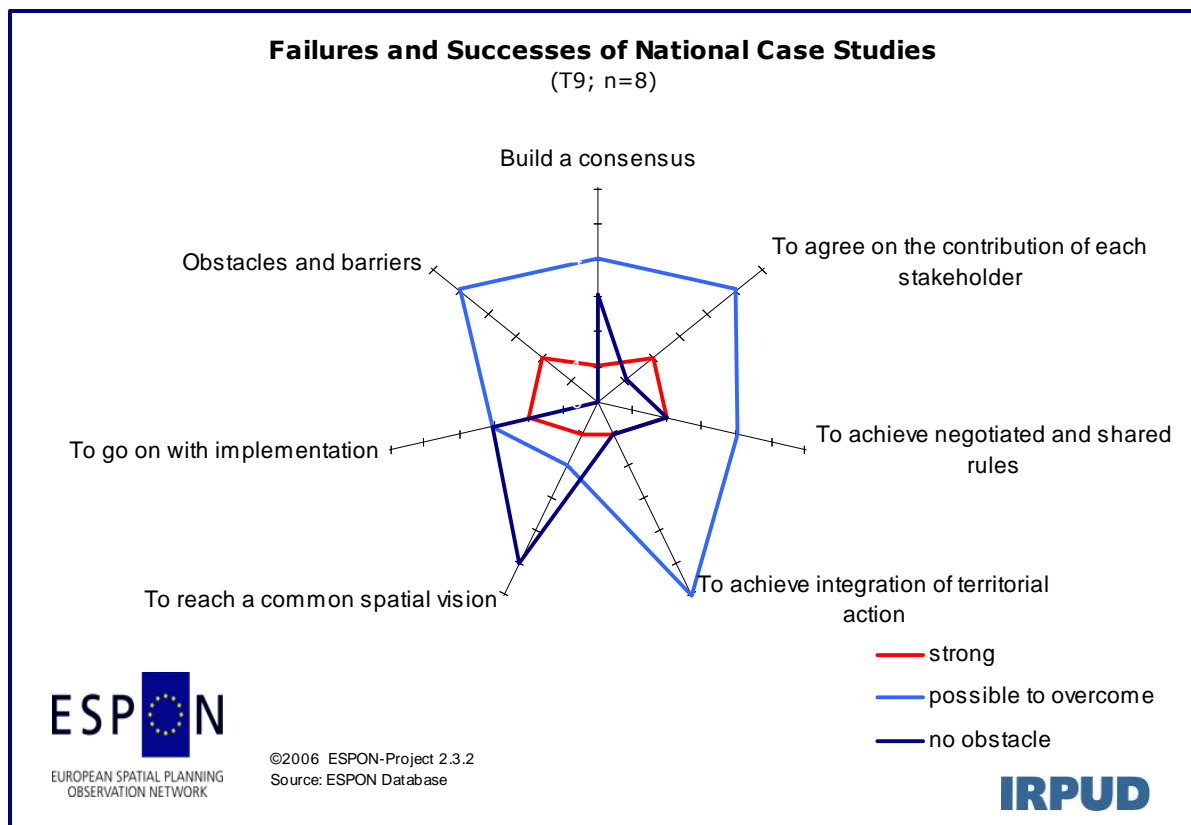 Failures and Successes of National Case Studies
(T9; n=8)
Build a consensus
To agree on the contribution of each
stakeholder
Obstacles and barriers
To go on with implementation
To achieve negotiated and shared
rules
To reach a common spatial vision
To achieve integration of territorial
action
strong
possible to overcome
no obstacle
ESPON
EUROPEAN SPATIAL PLANNING
OBSERVATION NETWORK
©2006 ESPON-Project 2.3.2
Source: ESPON Database
IRPUD